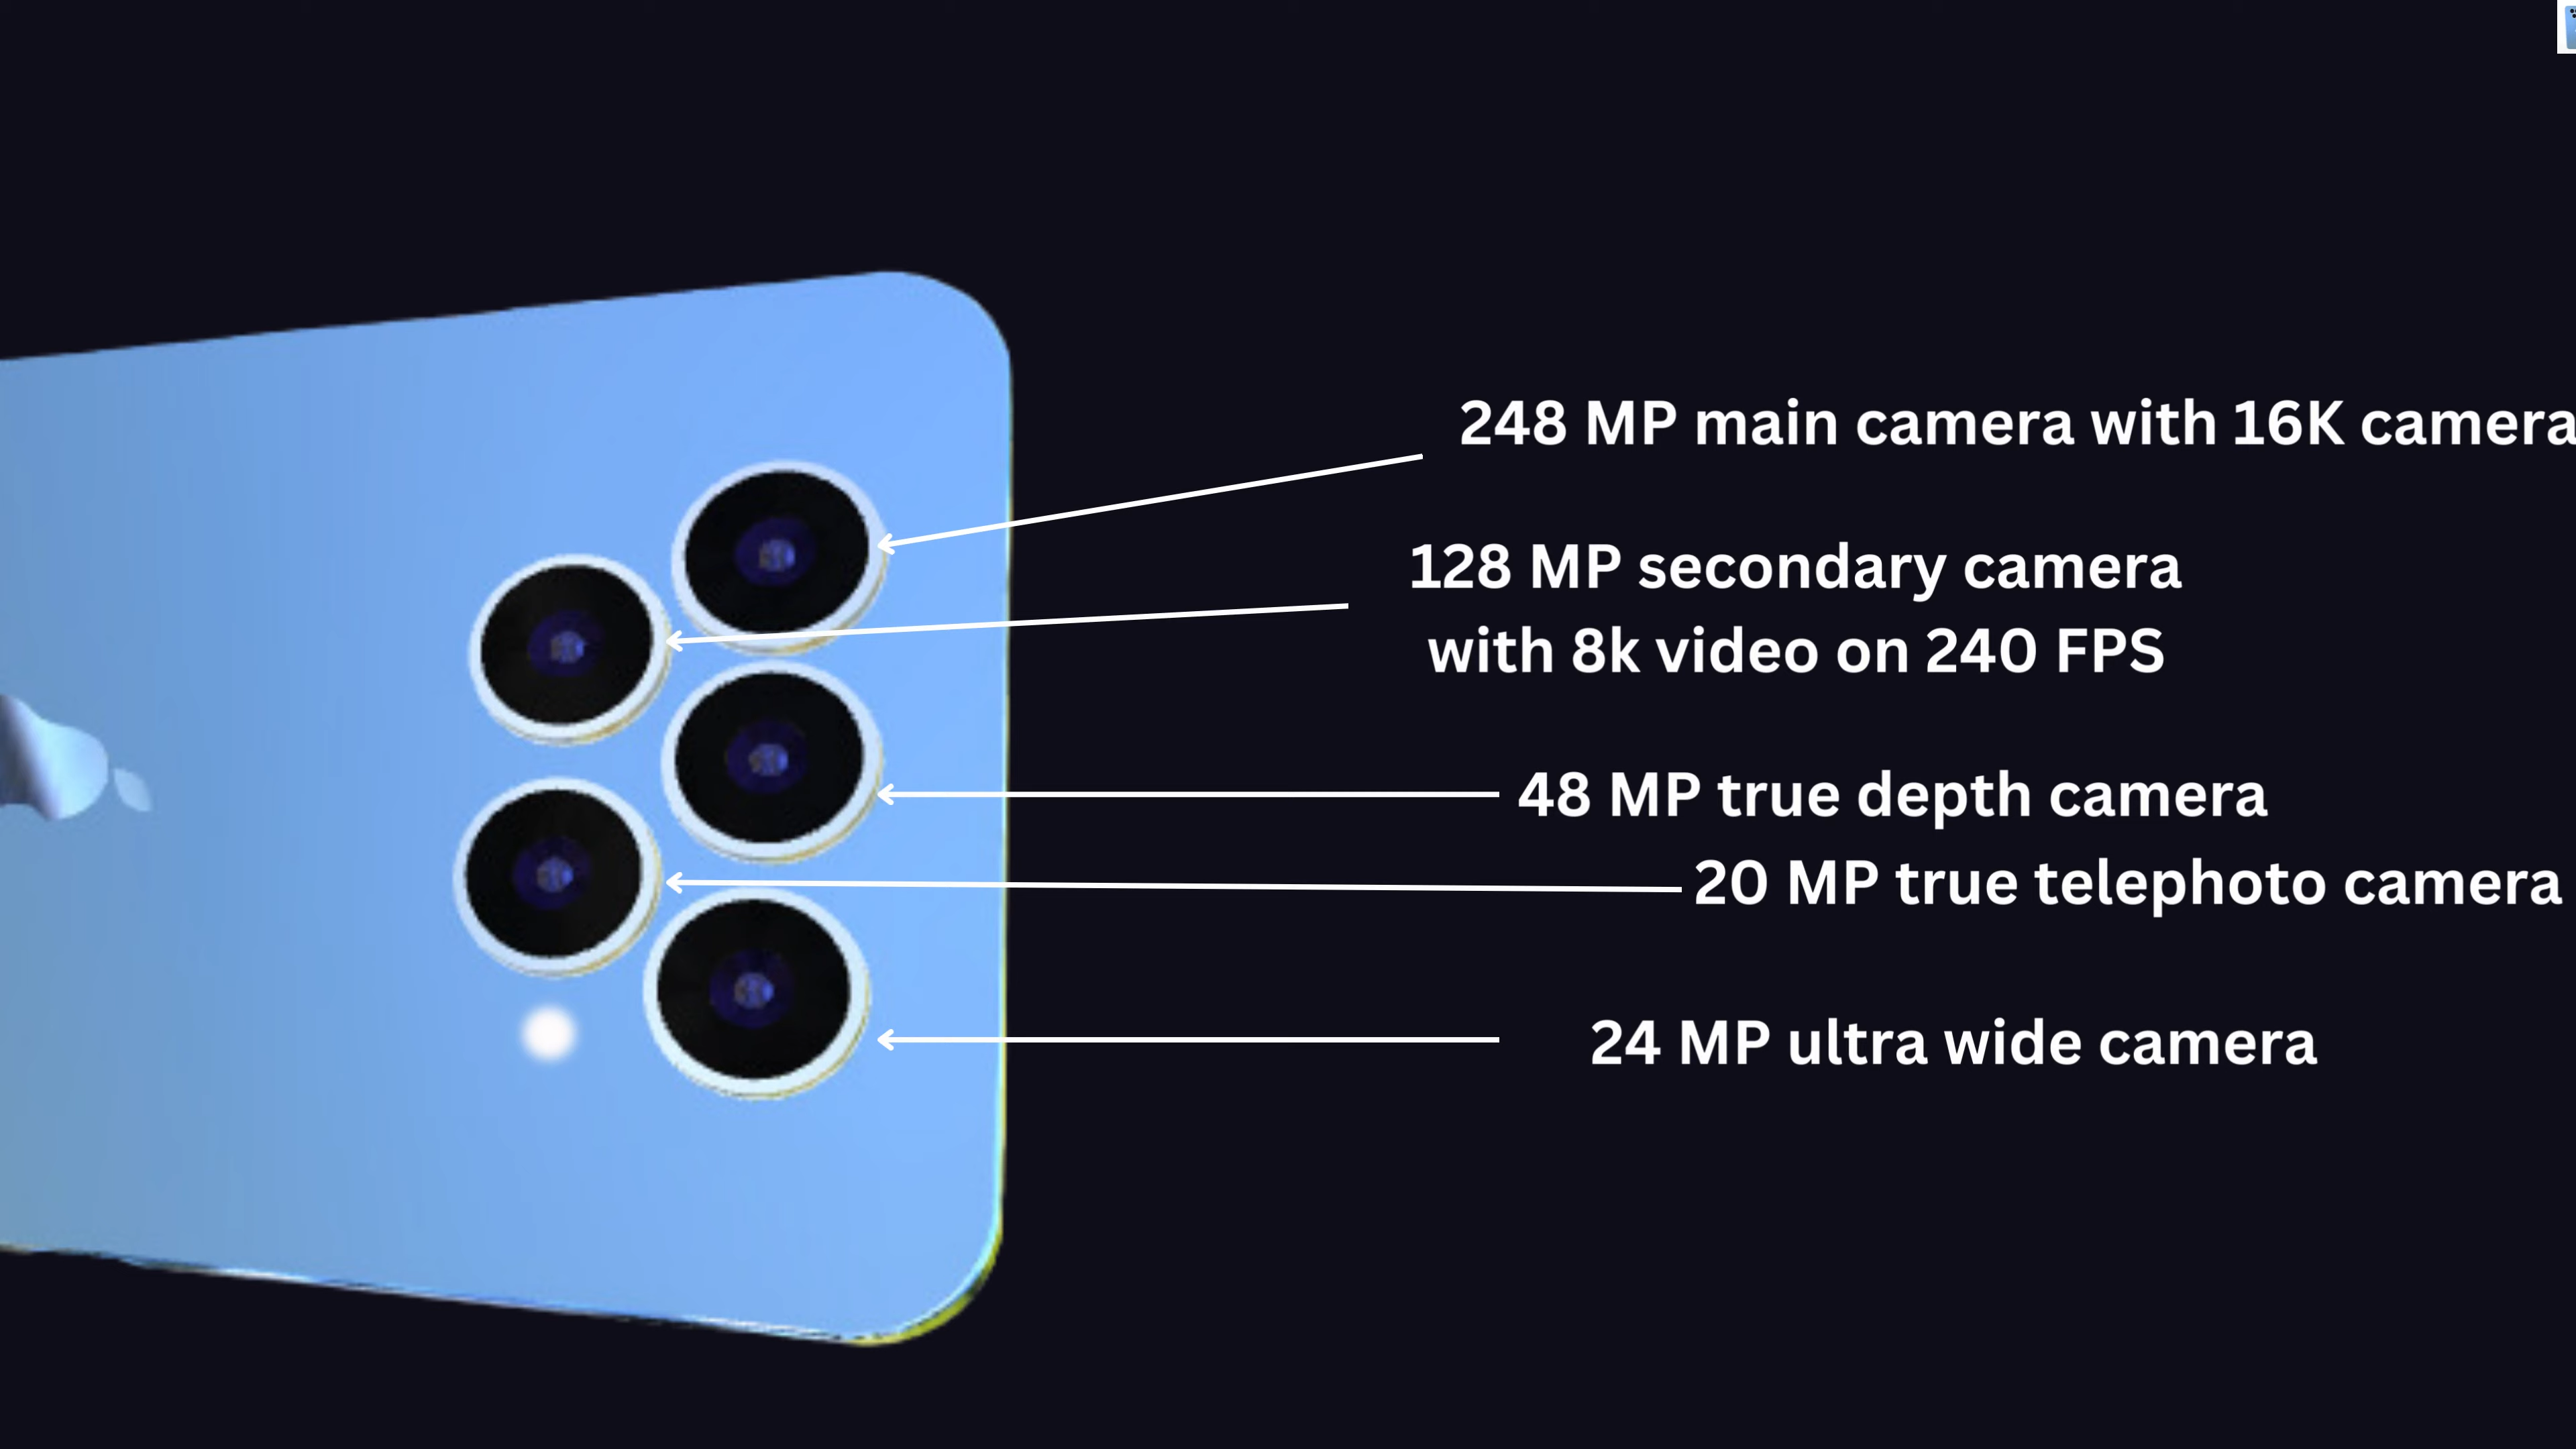 248 MP main camera with 16K camera
128 MP secondary camera
with 8k video on 240 FPS
48 MP true depth camera
20 MP true telephoto camera
24 MP ultra wide camera